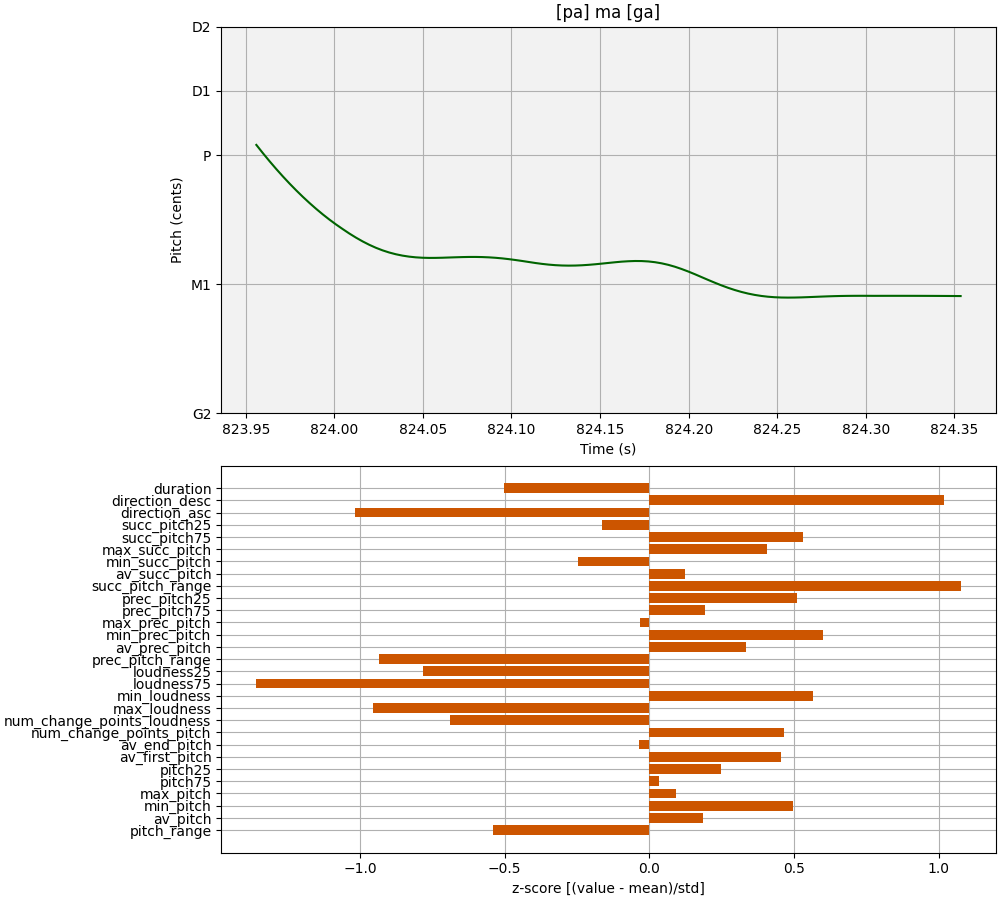 [pa] ma [ga]
D2
D1
P
M1
G2
Pitch (cents)
823.95 824.00 824.05 824.10 824.15 824.20 824.25 824.30 824.35
Time (s)
duration
direction_desc
direction_asc
succ_pitch25
succ_pitch75
max_succ_pitch
min_succ_pitch
av_succ_pitch
succ_pitch_range
prec_pitch25
prec_pitch75
max_prec_pitch
min_prec_pitch
av_prec_pitch
prec_pitch_range
loudness25
loudness75
min_loudness
max_loudness
num_change_points_loudness
num_change_points_pitch
av_end_pitch
av_first_pitch
pitch25
pitch75
max_pitch
min_pitch
av_pitch
pitch_range
−1.0 −0.5 0.0 0.5 1.0
z-score [(value - mean)/std]